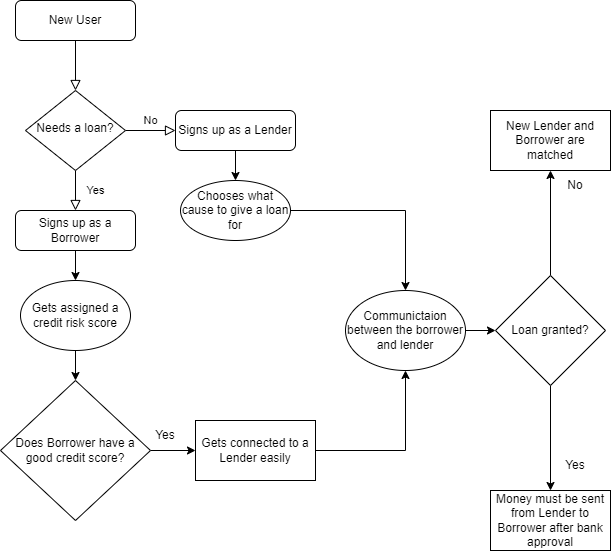 New User
Needs a loan?
No
Signs up as a Lender
Yes
Chooses what
cause to give a loan
for
Signs up as a
Borrower
Gets assigned a
credit risk score
Does Borrower have a
good credit score?
Yes
Gets connected to a
Lender easily
Communictaion
between the borrower
and lender
Loan granted?
No
New Lender and
Borrower are
matched
Yes
Money must be sent
from Lender to
Borrower after bank
approval